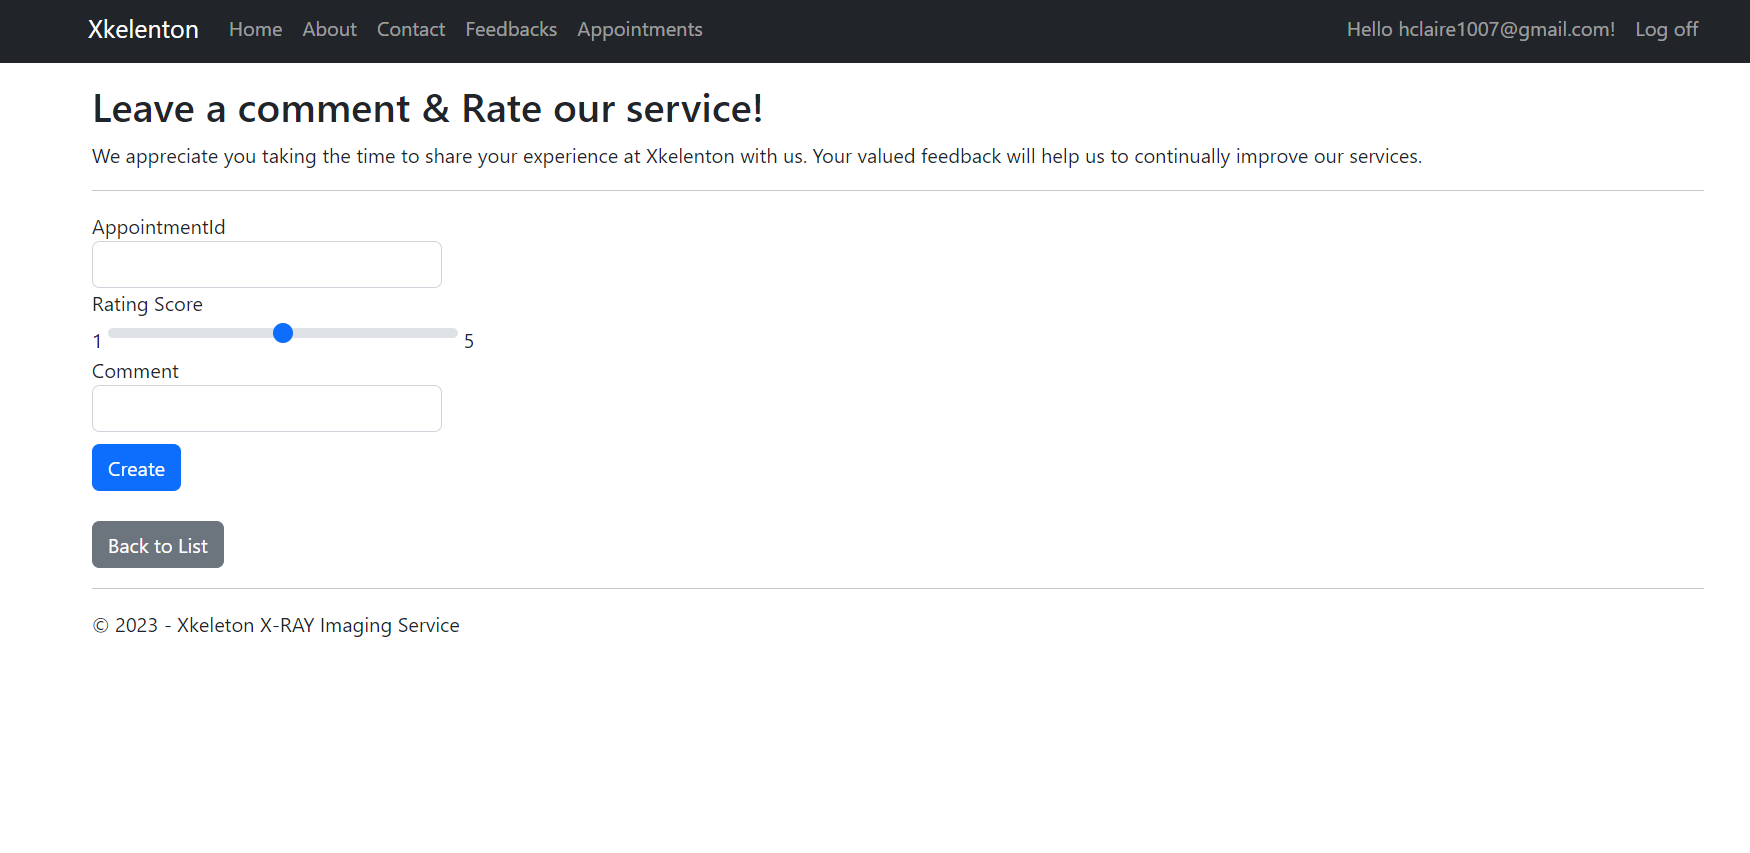 Xkelenton Home About Contact Feedbacks Appointments Hello hclaire1007@gmail.com! Log off
Leave a comment & Rate our service!
We appreciate you taking the time to share your experience at Xkelenton with us. Your valued feedback will help us to continually improve our services.
AppointmentId
Rating Score
1 5
Comment
Create
Back to List
© 2023 - Xkeleton X-RAY Imaging Service